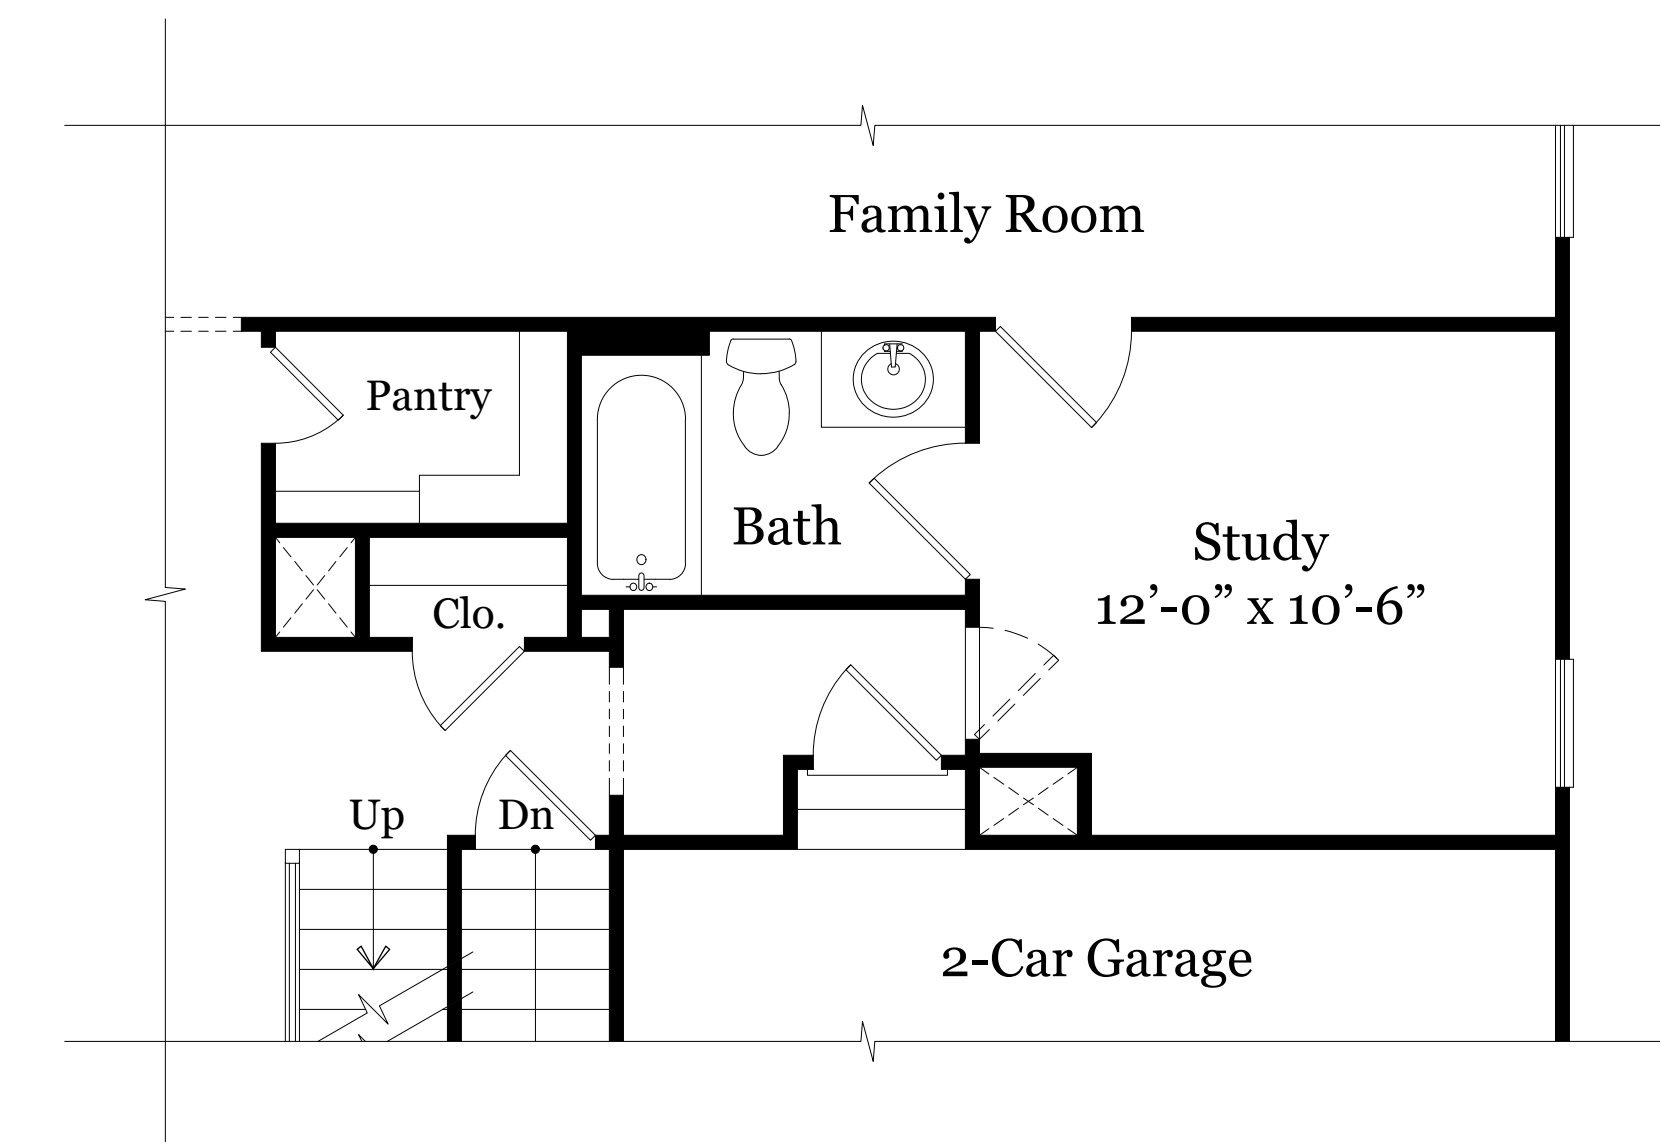 Family Room
Pantry
Bath
Study
12’-0” x 10’-6”
Clo.
Up
Dn
2-Car Garage